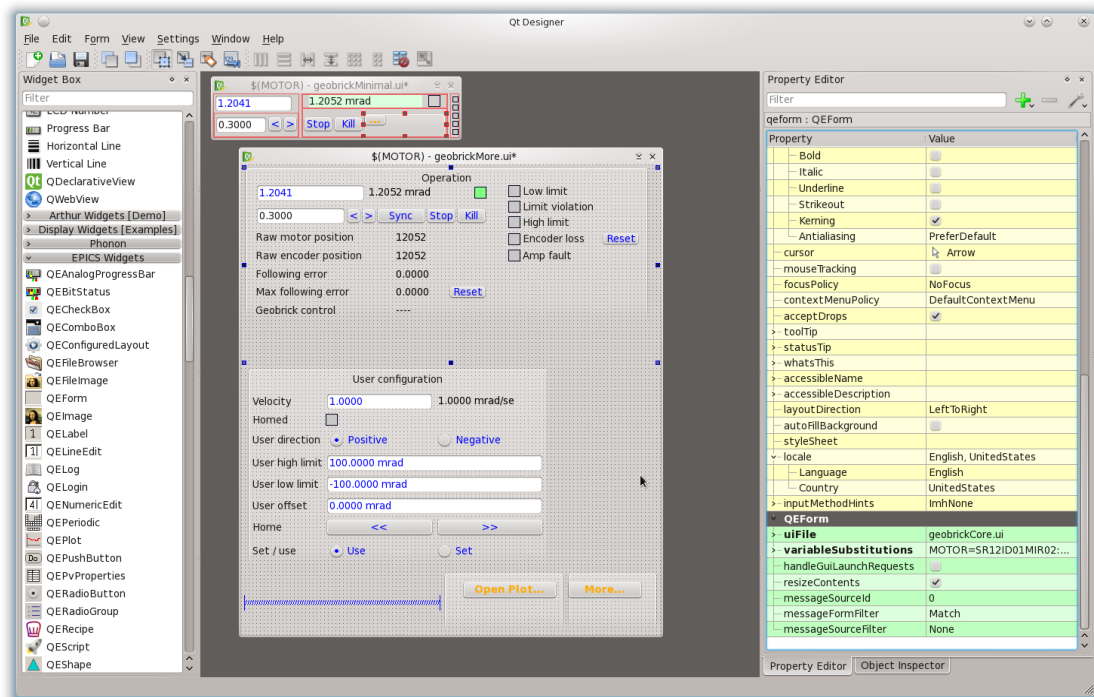 Qt Designer
File Edit Form View Settings Window Help
Widget Box
Filter
LCD Number
Progress Bar
Horizontal Line
Vertical Line
QDeclarativeView
QWebView
Arthur Widgets [Demo]
Display Widgets [Examples]
Phonon
EPICS Widgets
QEAnalogProgressBar
QEBitStatus
QECheckBox
QEComboBox
QEConfiguredLayout
QEFileBrowser
QEFileImage
QEForm
QEImage
QELabel
QELineEdit
QELog
QELogin
QENumericEdit
QEPeriodic
QEPlot
QEPushButton
QEPvProperties
QERadioButton
QERadioGroup
QERecipe
QEScript
QEShape
$(MOTOR) - geobrickMinimal.ui*
1.2041 1.2052 mrad
0.3000 < > Stop Kill ...
$(MOTOR) - geobrickMore.ui*
Operation
1.2041 1.2052 mrad Low limit
Limit violation
0.3000 < > Sync Stop Kill High limit
Raw motor position 12052 Encoder loss Reset
Raw encoder position 12052 Amp fault
Following error 0.0000
Max following error 0.0000 Reset
Geobrick control ----
User configuration
Velocity 1.0000 1.0000 mrad/se
Homed
User direction Positive Negative
User high limit 100.0000 mrad
User low limit -100.0000 mrad
User offset 0.0000 mrad
Home << >>
Set / use Use Set
Open Plot... More...
Property Editor
Filter
qeform : QEForm
Property Value
Bold
Italic
Underline
Strikeout
Kerning
Antialiasing PreferDefault
cursor Arrow
mouseTracking
focusPolicy NoFocus
contextMenuPolicy DefaultContextMenu
acceptDrops
toolTip
statusTip
whatsThis
accessibleName
accessibleDescription
layoutDirection LeftToRight
autoFillBackground
styleSheet
locale English, UnitedStates
Language English
Country UnitedStates
inputMethodHints ImhNone
QEForm
uiFile geobrickCore.ui
variableSubstitutions MOTOR=SR12ID01MIR02:...
handleGuiLaunchRequests
resizeContents
messageSourceId 0
messageFormFilter Match
messageSourceFilter None
Property Editor Object Inspector